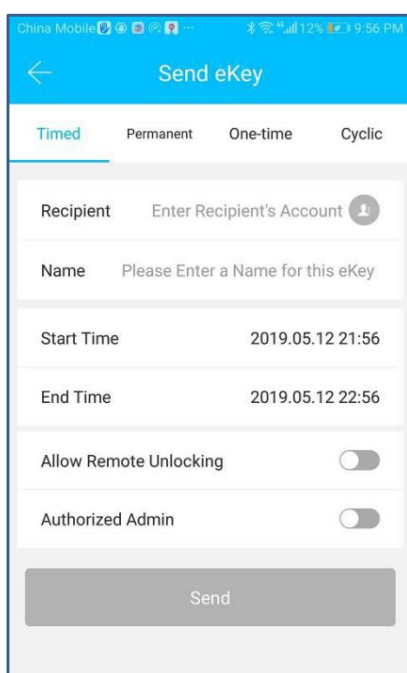 China Mobile ... 12% 9:56 PM
Send eKey
Timed Permanent One-time Cyclic
Recipient Enter Recipient's Account
Name Please Enter a Name for this eKey
Start Time 2019.05.12 21:56
End Time 2019.05.12 22:56
Allow Remote Unlocking
Authorized Admin
Send